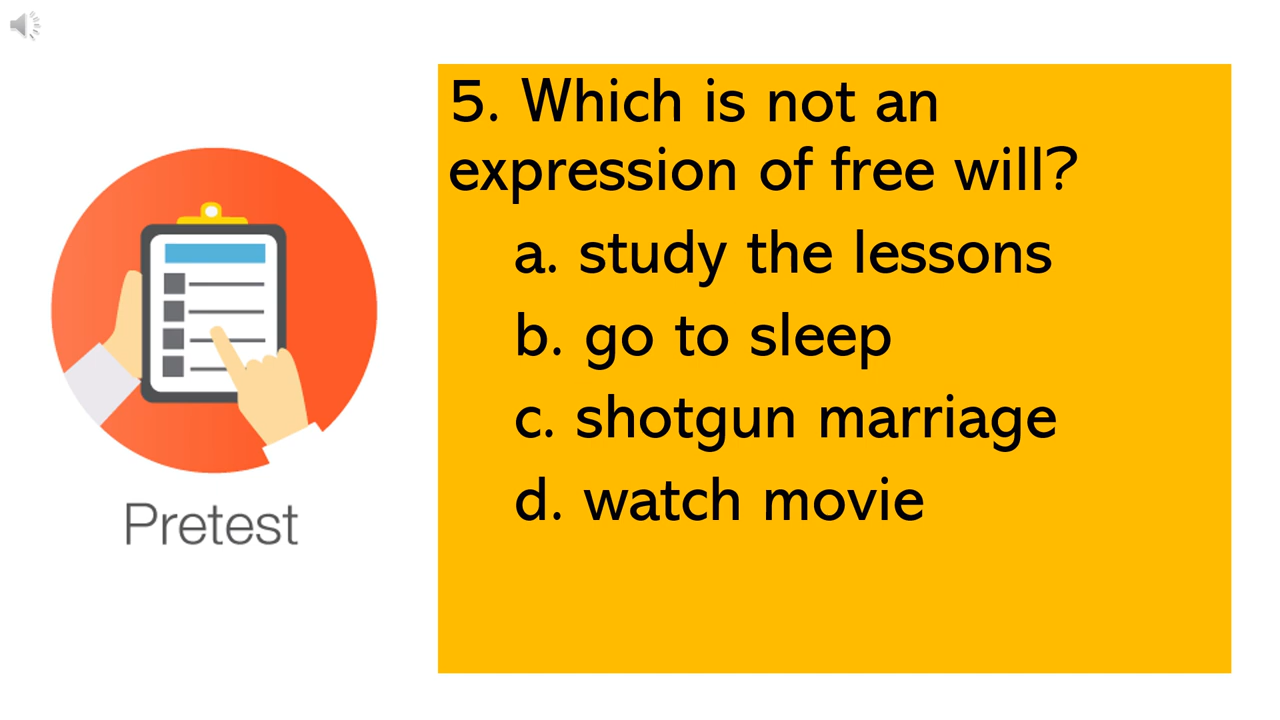 5. Which is not an
expression of free will?
a. study the lessons
b. go to sleep
c. shotgun marriage
d. watch movie
Pretest